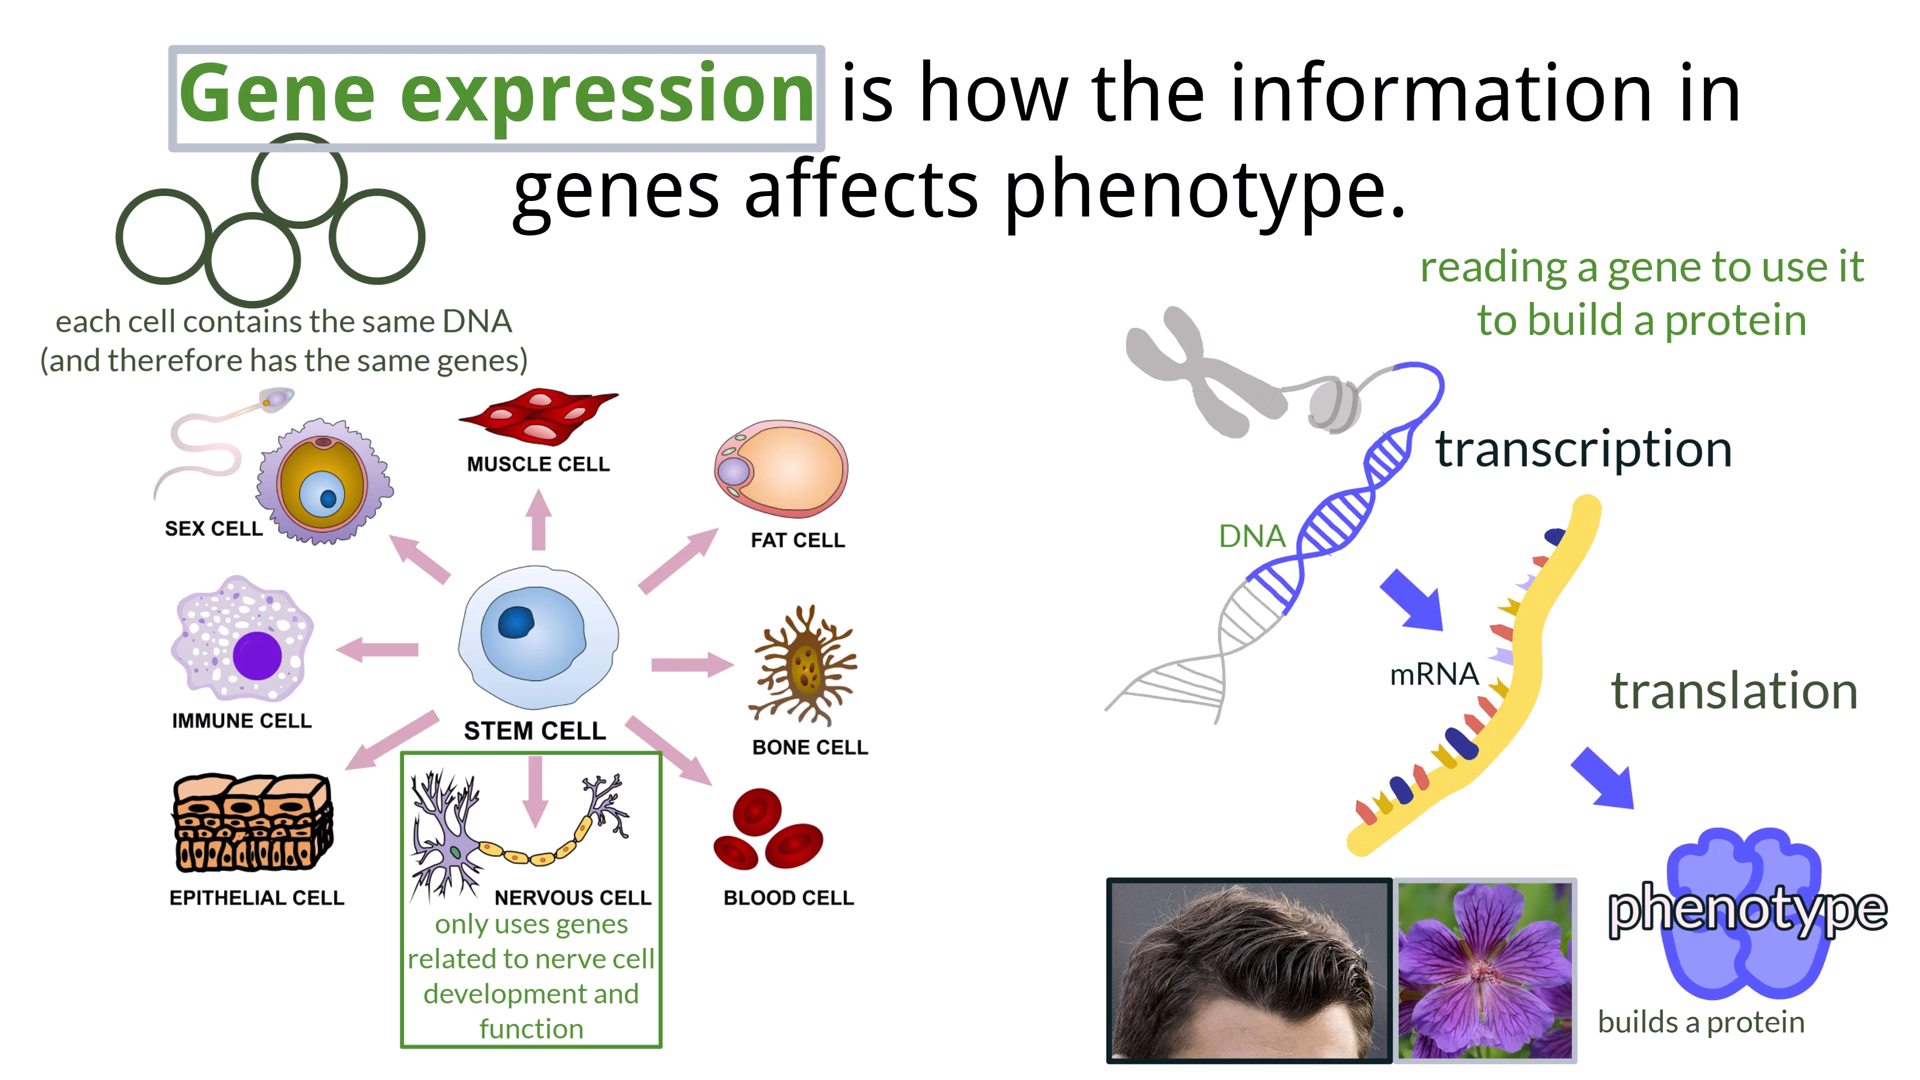 Gene expression is how the information in
genes affects phenotype.
each cell contains the same DNA
(and therefore has the same genes)
SEX CELL
MUSCLE CELL
FAT CELL
IMMUNE CELL
STEM CELL
BONE CELL
EPITHELIAL CELL
NERVOUS CELL
BLOOD CELL
only uses genes
related to nerve cell
development and
function
reading a gene to use it
to build a protein
transcription
DNA
mRNA
translation
phenotype
builds a protein